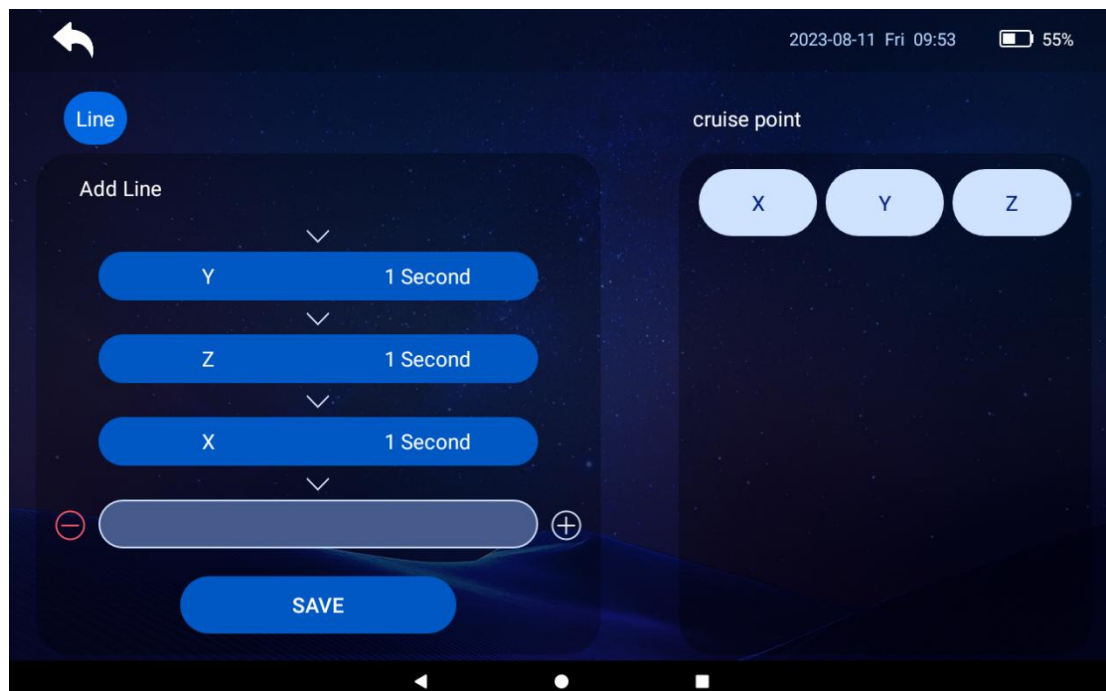 2023-08-11 Fri 09:53 55%
Line
Add Line
Y 1 Second
Z 1 Second
X 1 Second
SAVE
cruise point
X Y Z